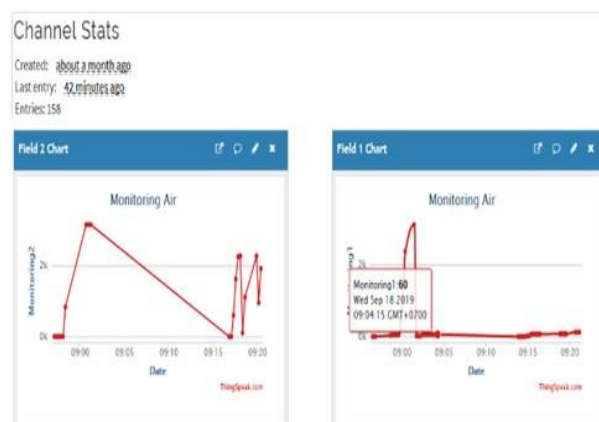 Channel Stats
Created: about a month ago
Last entry: 42 minutes ago
Entries: 158
Field 2 Chart
Monitoring Air
Monitoring2
2k
0k
09:00 09:05 09:10 09:15 09:20
Date
ThingSpeak.com
Field 1 Chart
Monitoring Air
Monitoring1:60
Wed Sep 18 2019
09:04:15 GMT+0700
0k
09:00 09:05 09:10 09:15 09:20
Date
ThingSpeak.com